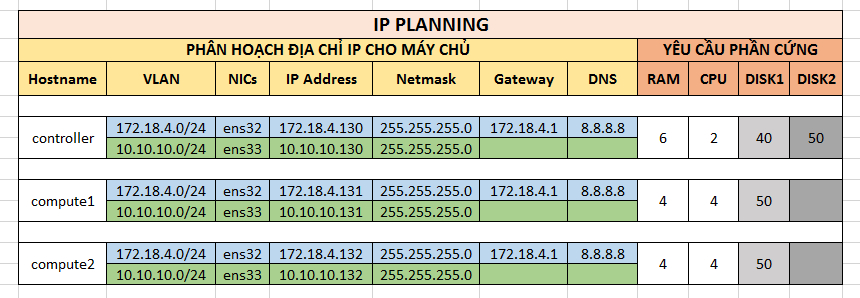 IP PLANNING
PHÂN HOẠCH ĐỊA CHỈ IP CHO MÁY CHỦ YÊU CẦU PHẦN CỨNG
Hostname VLAN NICs IP Address Netmask Gateway DNS RAM CPU DISK1 DISK2
controller 172.18.4.0/24 ens32 172.18.4.130 255.255.255.0 172.18.4.1 8.8.8.8 6 2 40 50
10.10.10.0/24 ens33 10.10.10.130 255.255.255.0
compute1 172.18.4.0/24 ens32 172.18.4.131 255.255.255.0 172.18.4.1 8.8.8.8 4 4 50
10.10.10.0/24 ens33 10.10.10.131 255.255.255.0
compute2 172.18.4.0/24 ens32 172.18.4.132 255.255.255.0 172.18.4.1 8.8.8.8 4 4 50
10.10.10.0/24 ens33 10.10.10.132 255.255.255.0